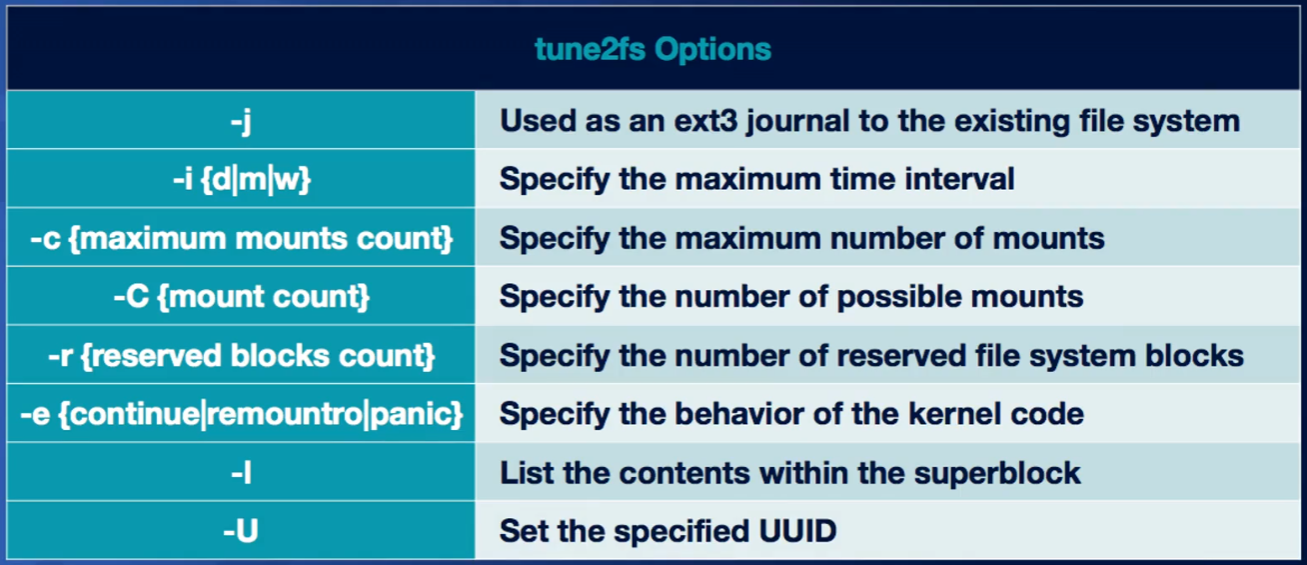 tune2fs Options
-j Used as an ext3 journal to the existing file system
-i {d|m|w} Specify the maximum time interval
-c {maximum mounts count} Specify the maximum number of mounts
-C {mount count} Specify the number of possible mounts
-r {reserved blocks count} Specify the number of reserved file system blocks
-e {continue|remountro|panic} Specify the behavior of the kernel code
-l List the contents within the superblock
-U Set the specified UUID